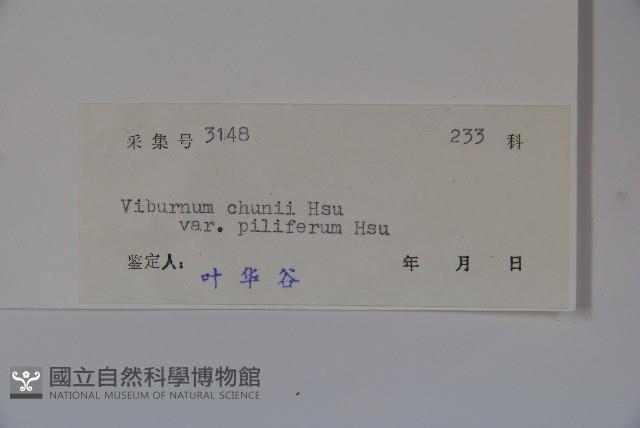 采集号 3148 233 科
Viburnum chunii Hsu
var. piliferum Hsu
鉴定人: 叶华谷 年 月 日
國立自然科學博物館
NATIONAL MUSEUM OF NATURAL SCIENCE